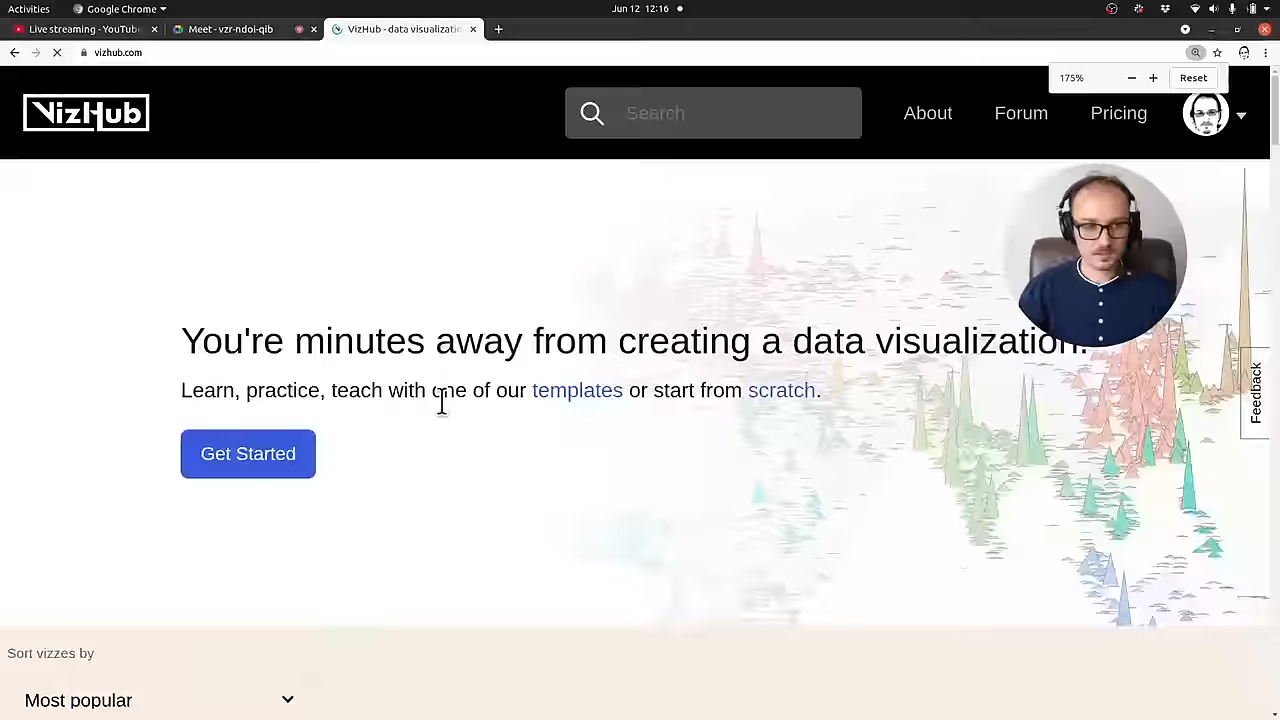 Activities
Google Chrome
Jun 12 12:16
Live streaming - YouTube
Meet - vzr-ndoi-qib
VizHub - data visualizatio
vizhub.com
175%
Reset
VizHub
Search
About
Forum
Pricing
You're minutes away from creating a data visualization.
Learn, practice, teach with one of our templates or start from scratch.
Get Started
Feedback
Sort vizzes by
Most popular